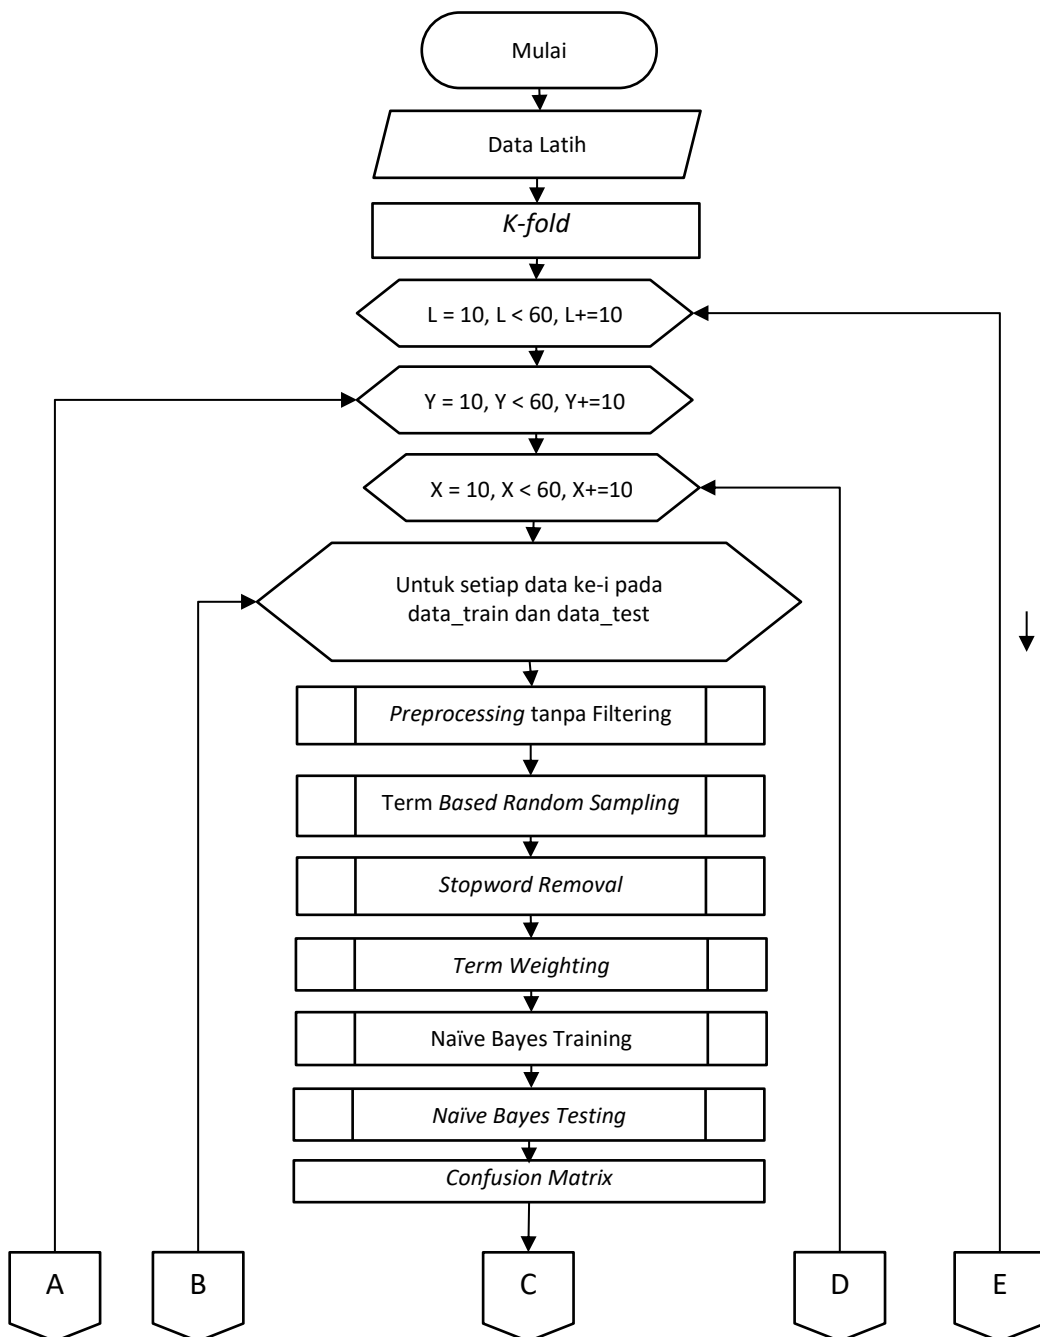 Mulai
Data Latih
K-fold
L = 10, L < 60, L+=10
Y = 10, Y < 60, Y+=10
X = 10, X < 60, X+=10
Untuk setiap data ke-i pada
data_train dan data_test
Preprocessing tanpa Filtering
Term Based Random Sampling
Stopword Removal
Term Weighting
Naïve Bayes Training
Naïve Bayes Testing
Confusion Matrix
A
B
C
D
E